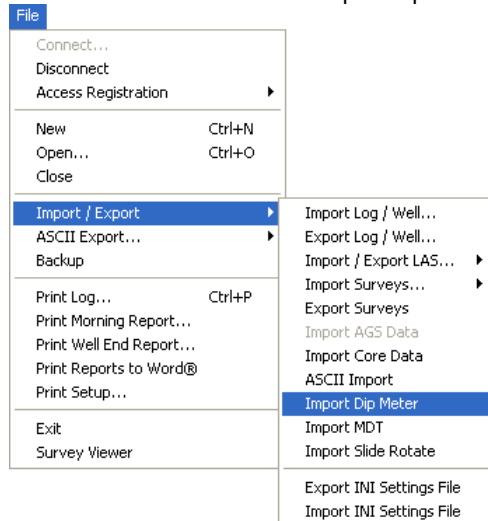 File
Connect...
Disconnect
Access Registration
New Ctrl+N
Open... Ctrl+O
Close
Import / Export
ASCII Export...
Backup
Print Log... Ctrl+P
Print Morning Report...
Print Well End Report...
Print Reports to Word®
Print Setup...
Exit
Survey Viewer
Import Log / Well...
Export Log / Well...
Import / Export LAS...
Import Surveys...
Export Surveys
Import AGS Data
Import Core Data
ASCII Import
Import Dip Meter
Import MDT
Import Slide Rotate
Export INI Settings File
Import INI Settings File